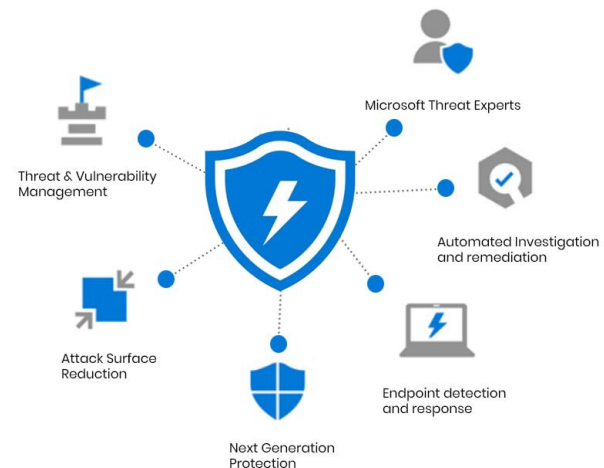 Microsoft Threat Experts
Threat & Vulnerability
Management
Automated Investigation
and remediation
Attack Surface
Reduction
Endpoint detection
and response
Next Generation
Protection